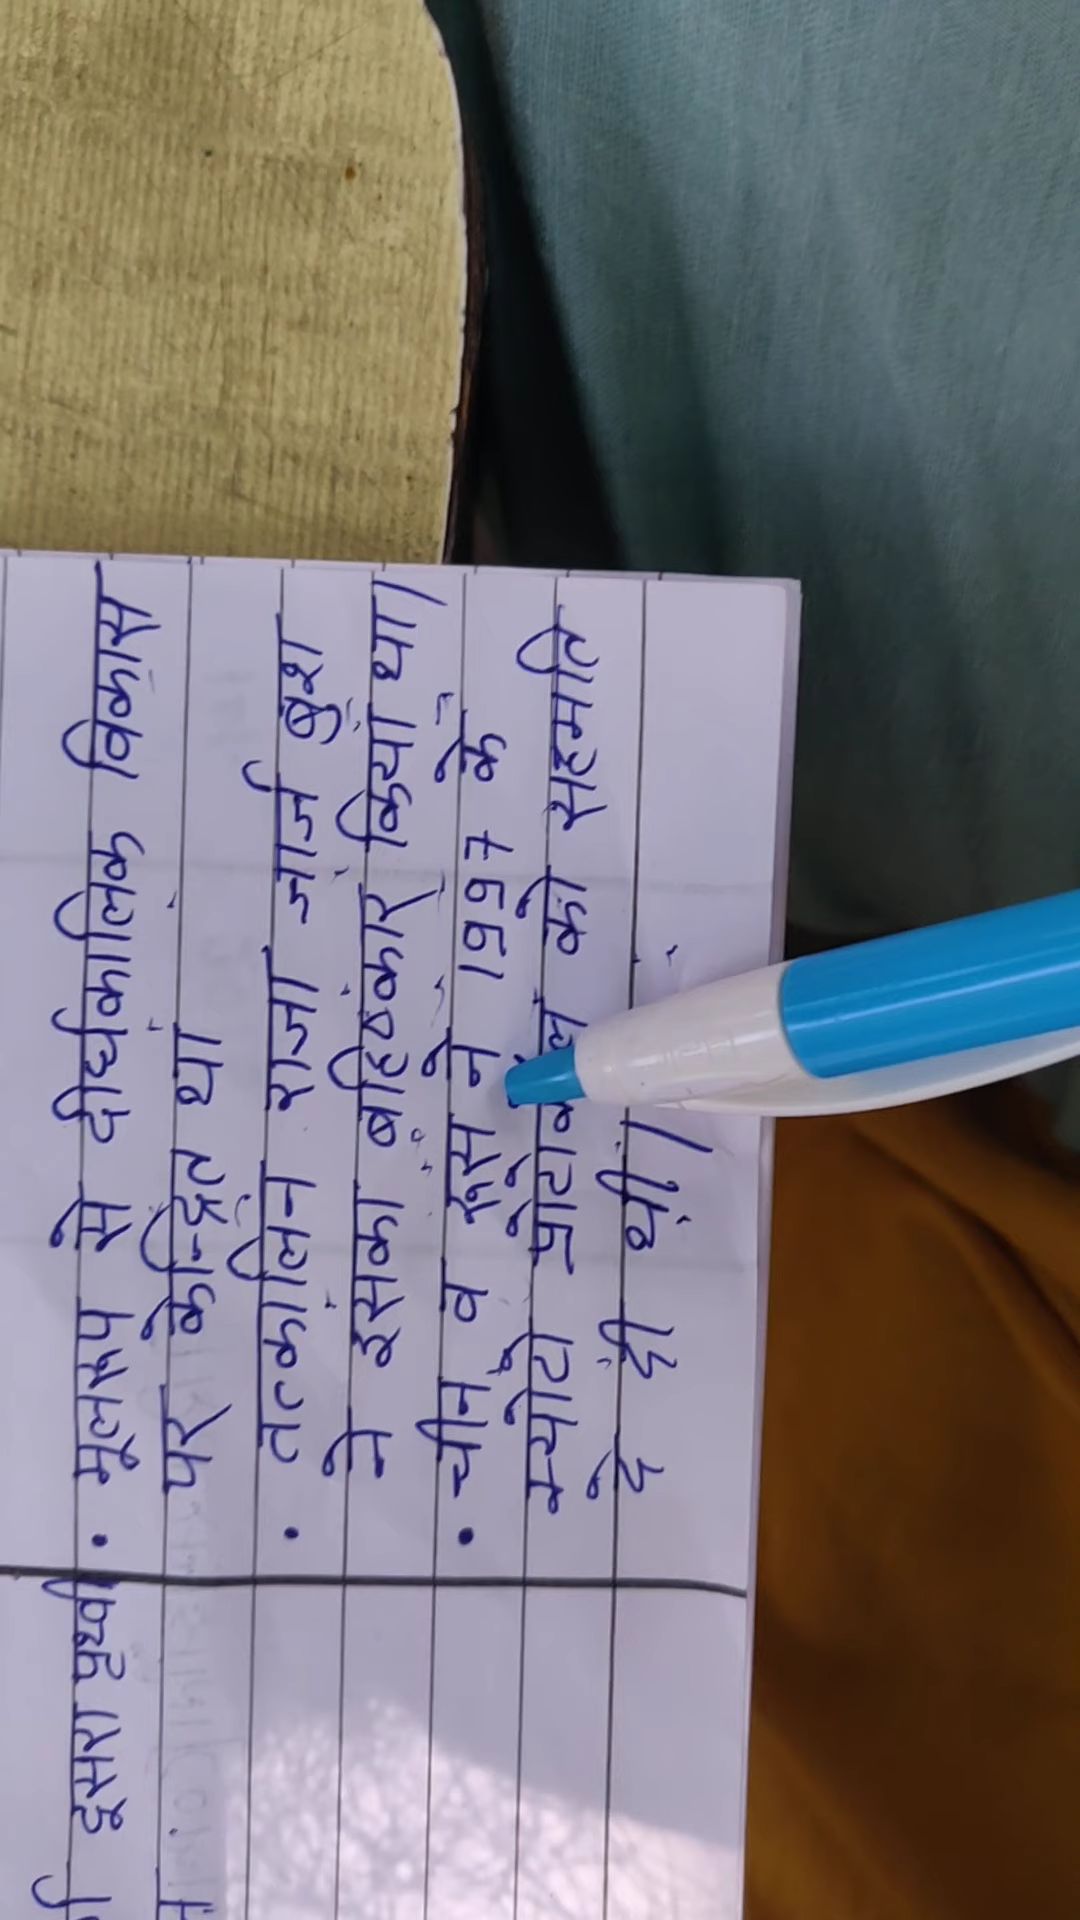 दूसरा पृथ्वी • मूलरूप से दीर्घकालिक विकास
पर केन्द्रित था
• तत्कालिन राजा जार्ज बुश
ने इसका बहिष्कार किया था।
• चीन व रूस ने 1997 के
क्योटो प्रोटोकॉल को सहमति
दे दी थी।